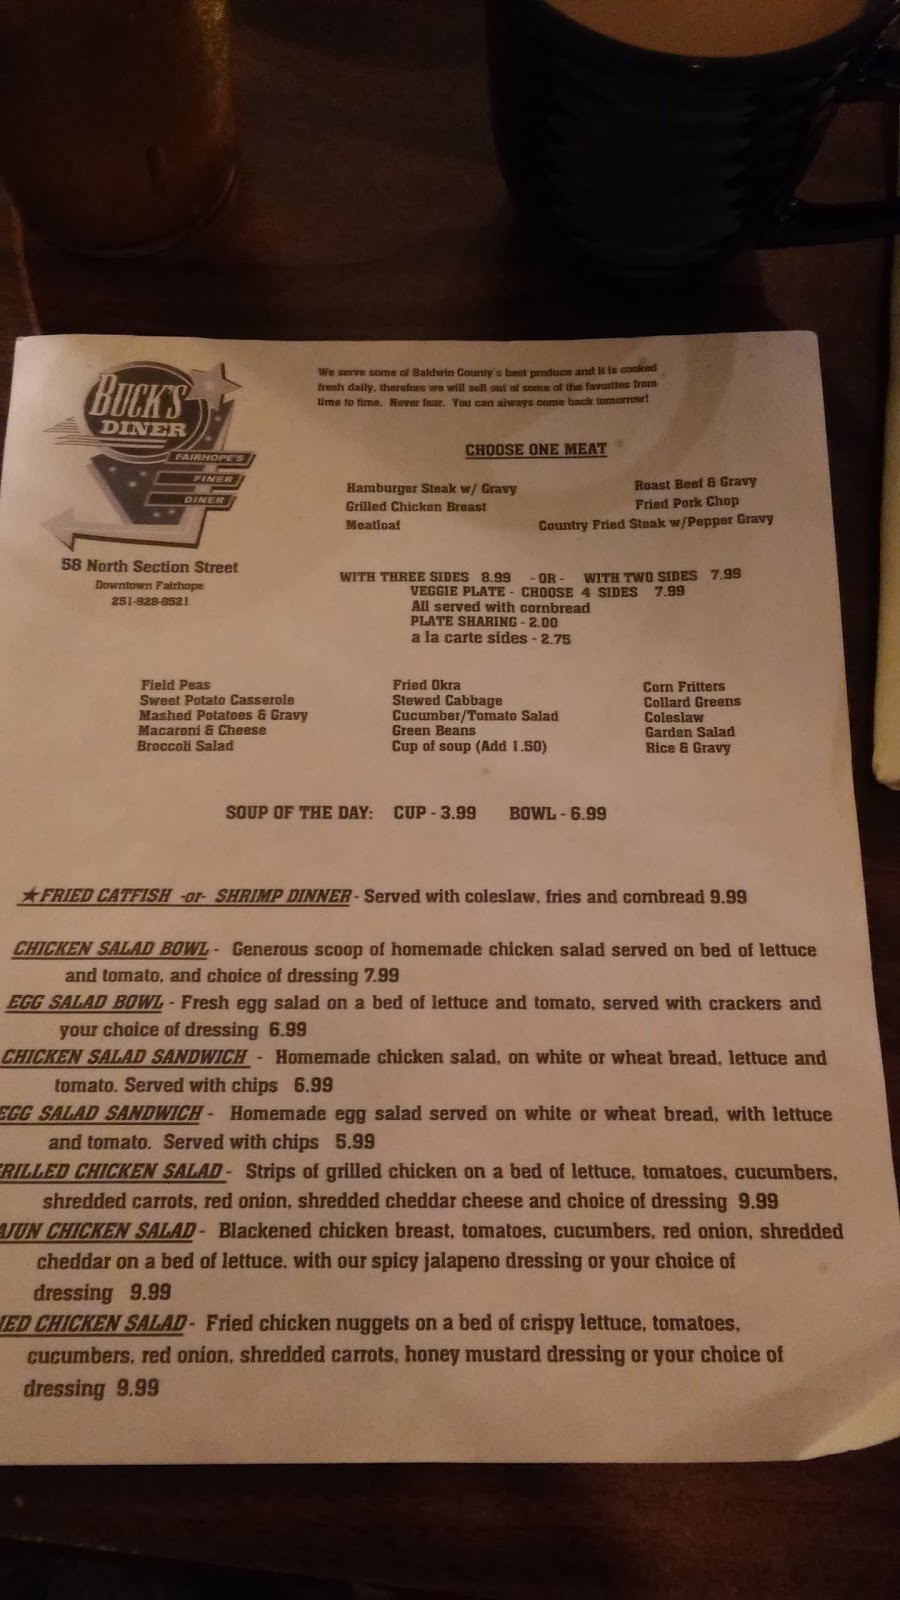 BUCK'S
DINER
FAIRHOPE'S
FINER
DINER
58 North Section Street
Downtown Fairhope
251-928-8521
We serve some of Baldwin County's best produce and it is cooked
fresh daily, therefore we will sell out of some of the favorites from
time to time. Never fear. You can always come back tomorrow!
CHOOSE ONE MEAT
Hamburger Steak w/ Gravy Roast Beef & Gravy
Grilled Chicken Breast Fried Pork Chop
Meatloaf Country Fried Steak w/Pepper Gravy
WITH THREE SIDES 8.99 - OR - WITH TWO SIDES 7.99
VEGGIE PLATE - CHOOSE 4 SIDES 7.99
All served with cornbread
PLATE SHARING - 2.00
a la carte sides - 2.75
Field Peas Fried Okra Corn Fritters
Sweet Potato Casserole Stewed Cabbage Collard Greens
Mashed Potatoes & Gravy Cucumber/Tomato Salad Coleslaw
Macaroni & Cheese Green Beans Garden Salad
Broccoli Salad Cup of soup (Add 1.50) Rice & Gravy
SOUP OF THE DAY: CUP - 3.99 BOWL - 6.99
★FRIED CATFISH -or- SHRIMP DINNER - Served with coleslaw, fries and cornbread 9.99
CHICKEN SALAD BOWL - Generous scoop of homemade chicken salad served on bed of lettuce
and tomato, and choice of dressing 7.99
EGG SALAD BOWL - Fresh egg salad on a bed of lettuce and tomato, served with crackers and
your choice of dressing 6.99
CHICKEN SALAD SANDWICH - Homemade chicken salad, on white or wheat bread, lettuce and
tomato. Served with chips 6.99
EGG SALAD SANDWICH - Homemade egg salad served on white or wheat bread, with lettuce
and tomato. Served with chips 5.99
RILLED CHICKEN SALAD - Strips of grilled chicken on a bed of lettuce, tomatoes, cucumbers,
shredded carrots, red onion, shredded cheddar cheese and choice of dressing 9.99
AJUN CHICKEN SALAD - Blackened chicken breast, tomatoes, cucumbers, red onion, shredded
cheddar on a bed of lettuce. with our spicy jalapeno dressing or your choice of
dressing 9.99
IED CHICKEN SALAD - Fried chicken nuggets on a bed of crispy lettuce, tomatoes,
cucumbers, red onion, shredded carrots, honey mustard dressing or your choice of
dressing 9.99